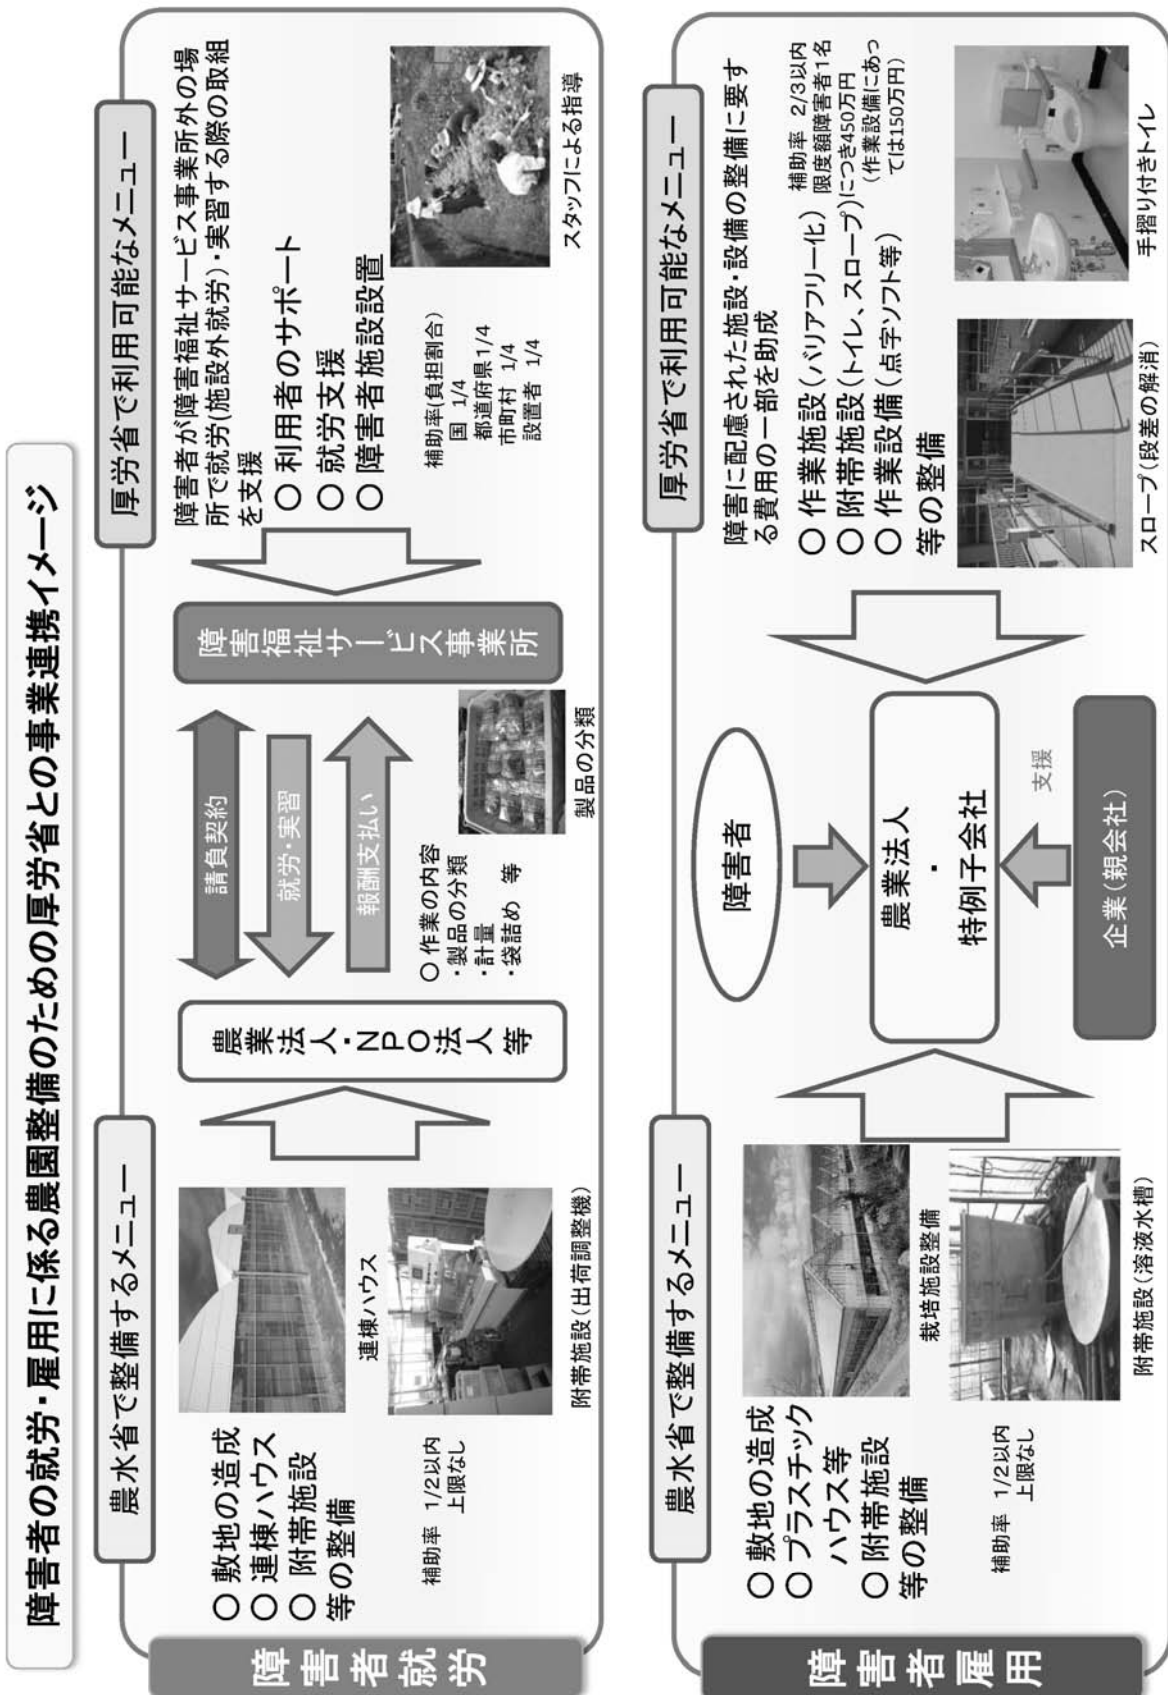 障害者の就労・雇用に係る農園整備のための厚労省との事業連携イメージ
障害者就労
農水省で整備するメニュー
○ 敷地の造成
○ 連棟ハウス
○ 附帯施設
等の整備
補助率 1/2以内
上限なし
連棟ハウス
附帯施設(出荷調整機)
農業法人・NPO法人等
請負契約
就労・実習
報酬支払い
○ 作業の内容
・製品の分類
・計量
・袋詰め 等
製品の分類
障害福祉サービス事業所
厚労省で利用可能なメニュー
障害者が障害福祉サービス事業所外の場
所で就労(施設外就労)・実習する際の取組
を支援
○ 利用者のサポート
○ 就労支援
○ 障害者施設設置
補助率(負担割合)
国 1/4
都道府県1/4
市町村 1/4
設置者 1/4
スタッフによる指導
障害者雇用
農水省で整備するメニュー
○ 敷地の造成
○ プラスチック
ハウス等
○ 附帯施設
等の整備
補助率 1/2以内
上限なし
栽培施設整備
附帯施設(溶液水槽)
障害者
農業法人
・
特例子会社
支援
企業(親会社)
厚労省で利用可能なメニュー
障害に配慮された施設・設備の整備に要す
る費用の一部を助成
○ 作業施設(バリアフリー化)
○ 附帯施設(トイレ、スロープ)
○ 作業設備(点字ソフト等)
等の整備
補助率 2/3以内
限度額障害者1名
につき450万円
(作業設備にあっ
ては150万円)
スロープ(段差の解消)
手摺り付きトイレ